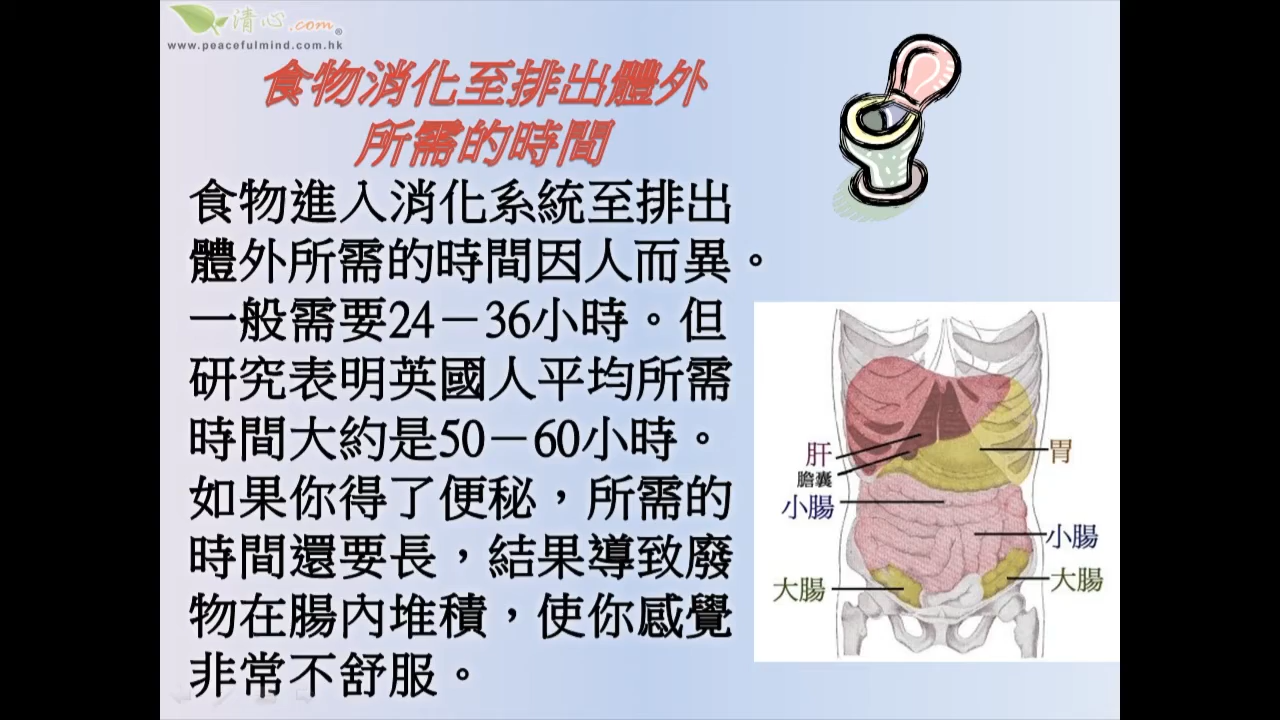 清心.com®
www.peacefulmind.com.hk
食物消化至排出體外
所需的時間
食物進入消化系統至排出
體外所需的時間因人而異。
一般需要24－36小時。但
研究表明英國人平均所需
時間大約是50－60小時。
如果你得了便秘，所需的
時間還要長，結果導致廢
物在腸內堆積，使你感覺
非常不舒服。
肝
膽囊
小腸
大腸
胃
小腸
大腸